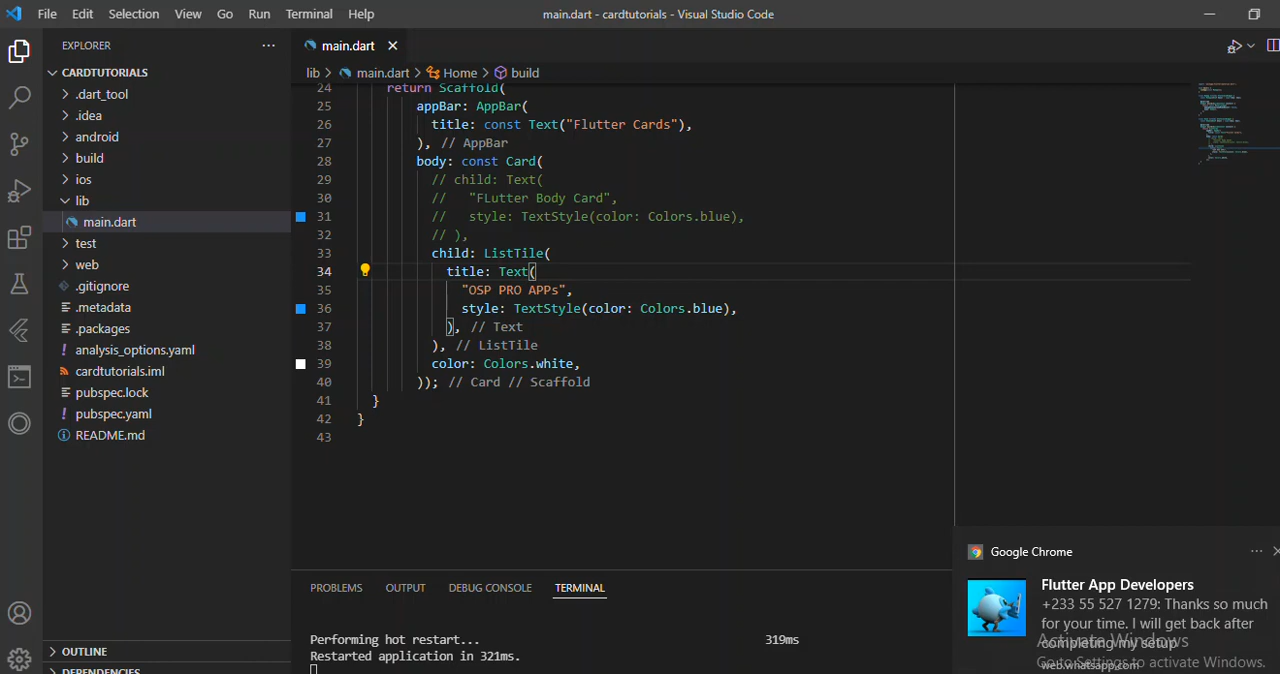 File Edit Selection View Go Run Terminal Help
main.dart - cardtutorials - Visual Studio Code
EXPLORER
CARDTUTORIALS
.dart_tool
.idea
android
build
ios
lib
main.dart
test
web
.gitignore
.metadata
.packages
analysis_options.yaml
cardtutorials.iml
pubspec.lock
pubspec.yaml
README.md
OUTLINE
DEPENDENCIES
main.dart
lib > main.dart > Home > build
24 return Scaffold(
25 appBar: AppBar(
26 title: const Text("Flutter Cards"),
27 ), // AppBar
28 body: const Card(
29 // child: Text(
30 // "FLutter Body Card",
31 // style: TextStyle(color: Colors.blue),
32 // ),
33 child: ListTile(
34 title: Text(
35 "OSP PRO APPs",
36 style: TextStyle(color: Colors.blue),
37 ), // Text
38 ), // ListTile
39 color: Colors.white,
40 )); // Card // Scaffold
41 }
42 }
43
PROBLEMS OUTPUT DEBUG CONSOLE TERMINAL
Performing hot restart... 319ms
Restarted application in 321ms.
Google Chrome
Flutter App Developers
+233 55 527 1279: Thanks so much
for your time. I will get back after
completing my setup
web.whatsapp.com
Activate Windows
Go to Settings to activate Windows.